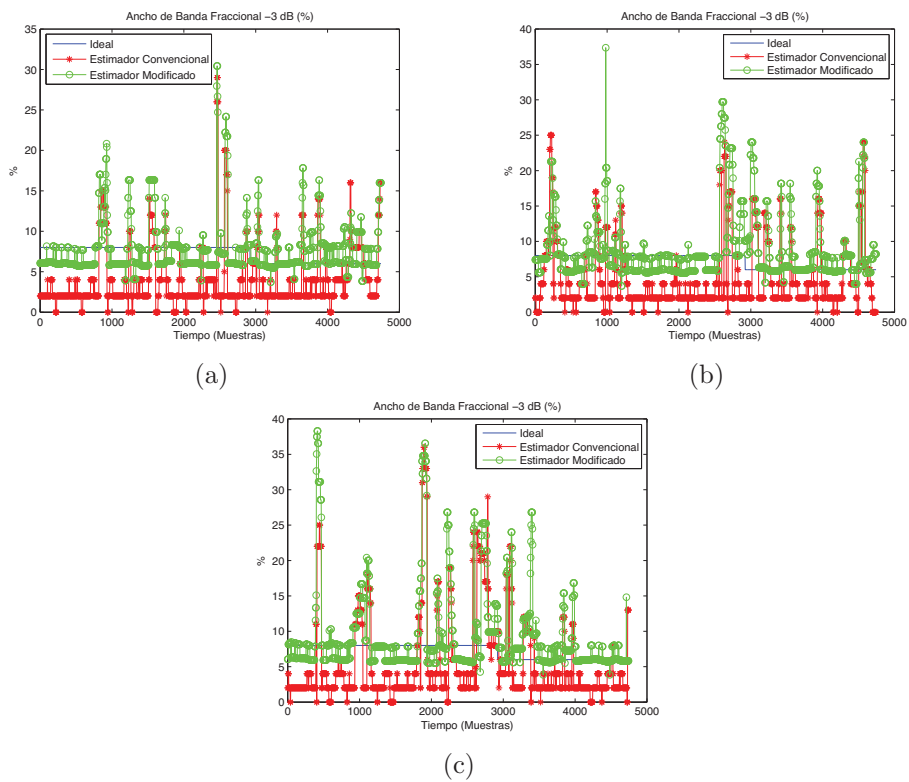 Ancho de Banda Fraccional −3 dB (%)
35
30
25
20
15
10
5
0
%
Ideal
Estimador Convencional
Estimador Modificado
0 1000 2000 3000 4000 5000
Tiempo (Muestras)
(a)
Ancho de Banda Fraccional −3 dB (%)
40
35
30
25
20
15
10
5
0
%
Ideal
Estimador Convencional
Estimador Modificado
0 1000 2000 3000 4000 5000
Tiempo (Muestras)
(b)
Ancho de Banda Fraccional −3 dB (%)
40
35
30
25
20
15
10
5
0
%
Ideal
Estimador Convencional
Estimador Modificado
0 1000 2000 3000 4000 5000
Tiempo (Muestras)
(c)